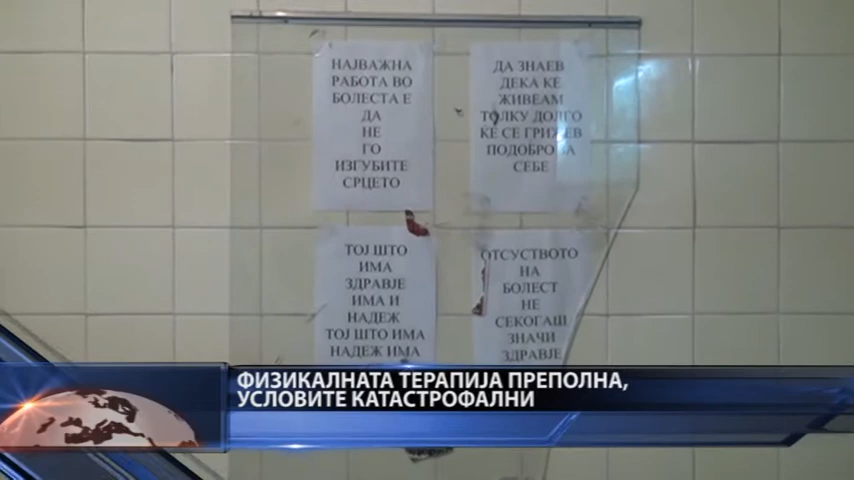 НАЈВАЖНА
РАБОТА ВО
БОЛЕСТА Е
ДА
НЕ
ГО
ИЗГУБИТЕ
СРЦЕТО
ДА ЗНАЕВ
ДЕКА КЕ
ЖИВЕАМ
ТОЛКУ ДОЛГО
КЕ СЕ ГРИЖЕВ
ПОДОБРО ЗА
СЕБЕ
ТОЈ ШТО
ИМА
ЗДРАВЈЕ
ИМА И
НАДЕЖ
ТОЈ ШТО ИМА
НАДЕЖ ИМА
ОТСУСТВОТО
НА
БОЛЕСТ
НЕ
СЕКОГАШ
ЗНАЧИ
ЗДРАВЈЕ
ФИЗИКАЛНАТА ТЕРАПИЈА ПРЕПОЛНА,
УСЛОВИТЕ КАТАСТРОФАЛНИ